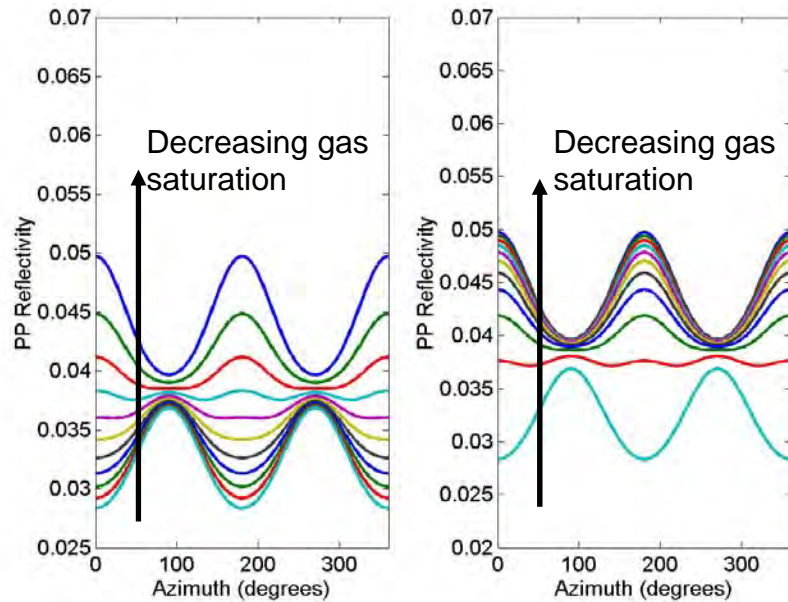 0.07
0.065
0.06
0.055
0.05
0.045
0.04
0.035
0.03
0.025
PP Reflectivity
Decreasing gas
saturation
0 100 200 300
Azimuth (degrees)
0.07
0.065
0.06
0.055
0.05
0.045
0.04
0.035
0.03
0.025
0.02
PP Reflectivity
Decreasing gas
saturation
0 100 200 300
Azimuth (degrees)